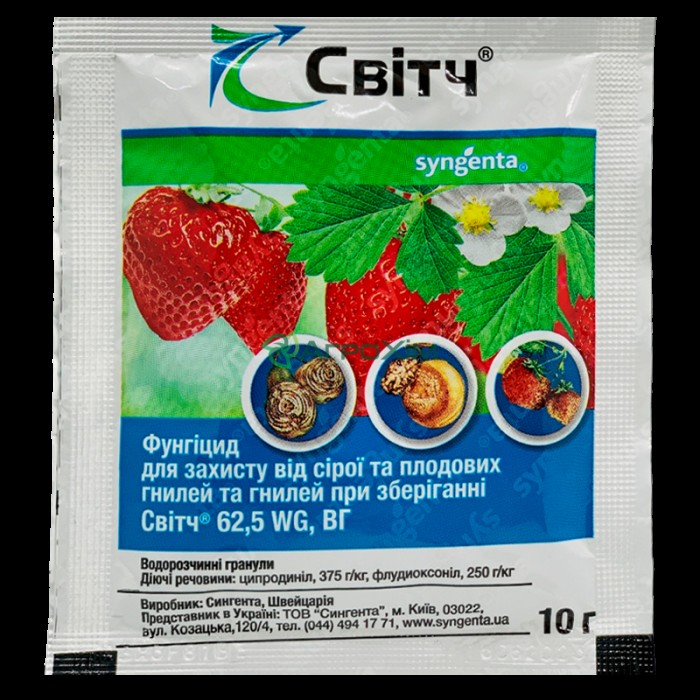 Світч®
syngenta®
АгроХім
Фунгіцид
для захисту від сірої та плодових
гнилей та гнилей при зберіганні
Світч® 62,5 WG, ВГ
Водорозчинні гранули
Діючі речовини: ципродиніл, 375 г/кг, флудиоксоніл, 250 г/кг
Виробник: Сингента, Швейцарія
Представник в Україні: ТОВ "Сингента", м. Київ, 03022,
вул. Козацька,120/4, тел. (044) 494 17 71, www.syngenta.ua
10 г